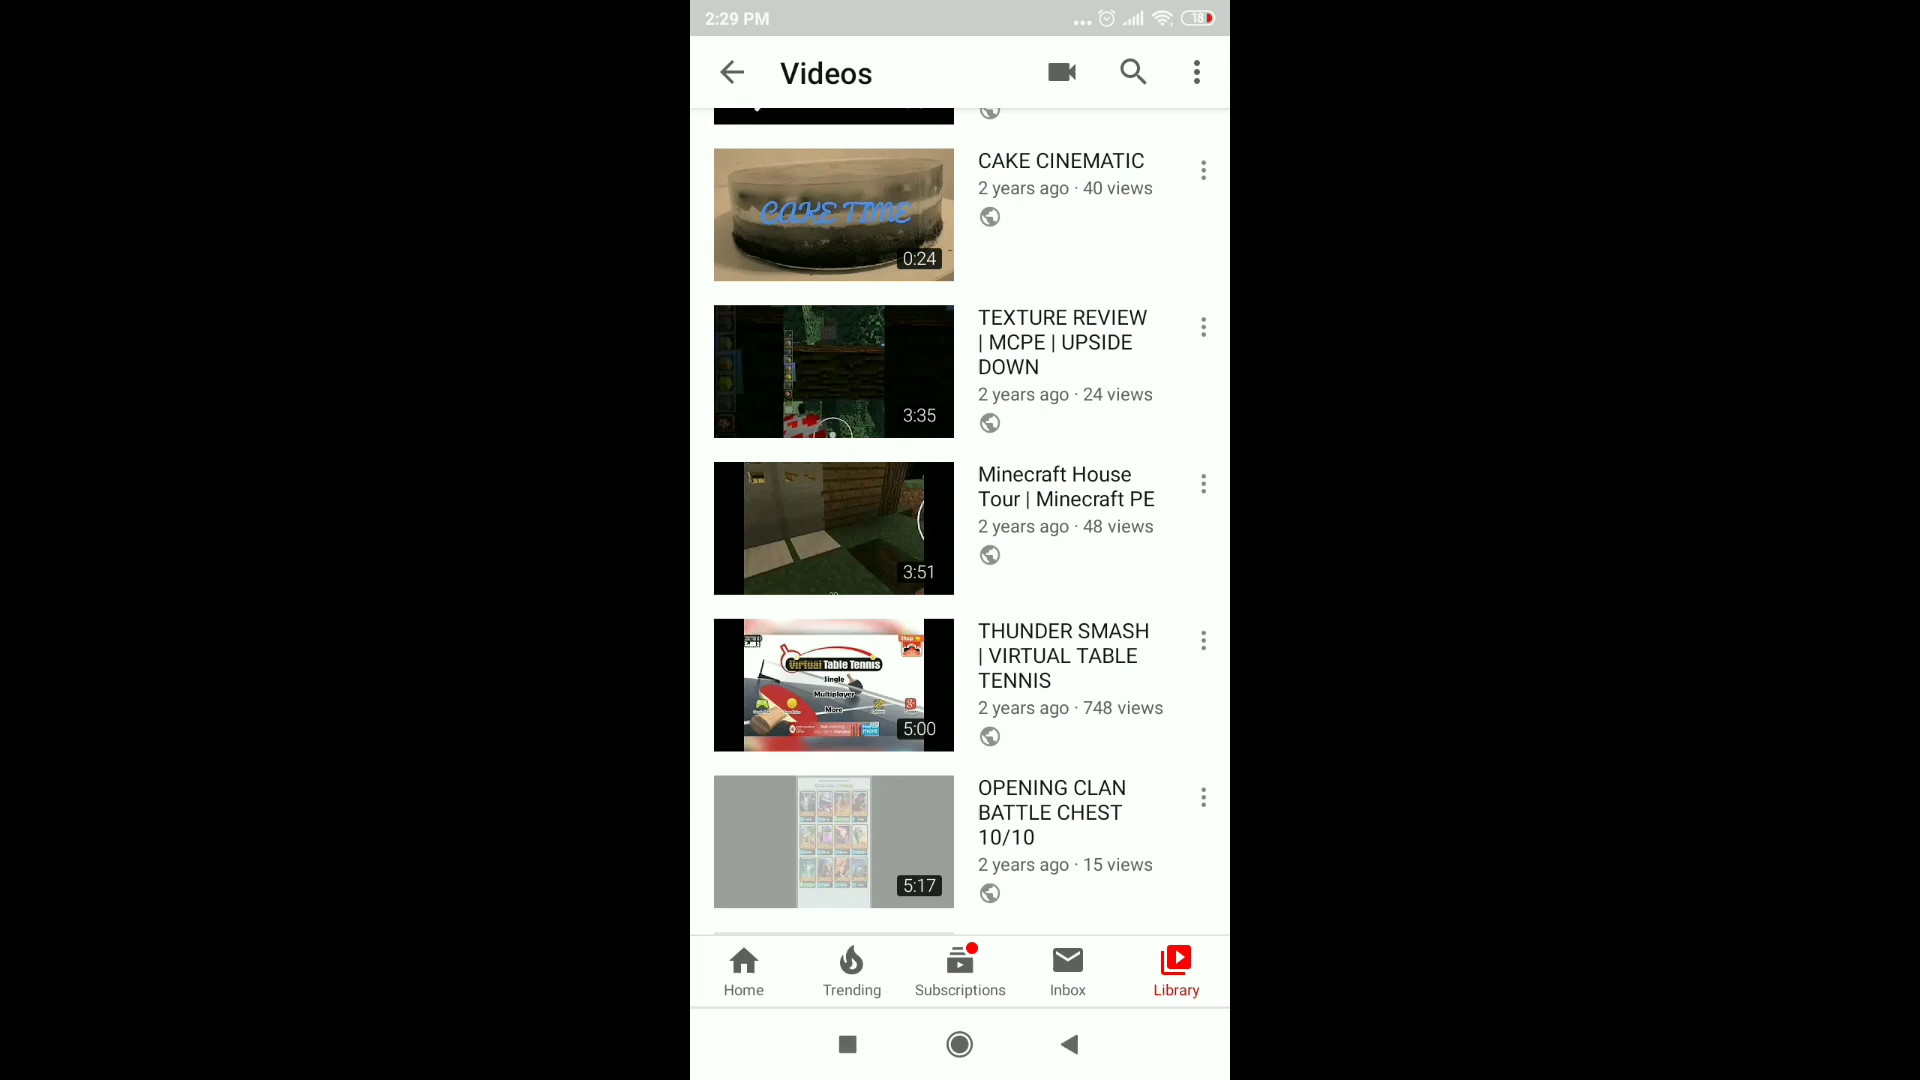 2:29 PM
18
Videos
CAKE TIME
0:24
CAKE CINEMATIC
2 years ago · 40 views
3:35
TEXTURE REVIEW
| MCPE | UPSIDE
DOWN
2 years ago · 24 views
3:51
Minecraft House
Tour | Minecraft PE
2 years ago · 48 views
Shop
Virtual Table Tennis
Single
Multiplayer
More
more
5:00
THUNDER SMASH
| VIRTUAL TABLE
TENNIS
2 years ago · 748 views
5:17
OPENING CLAN
BATTLE CHEST
10/10
2 years ago · 15 views
Home
Trending
Subscriptions
Inbox
Library